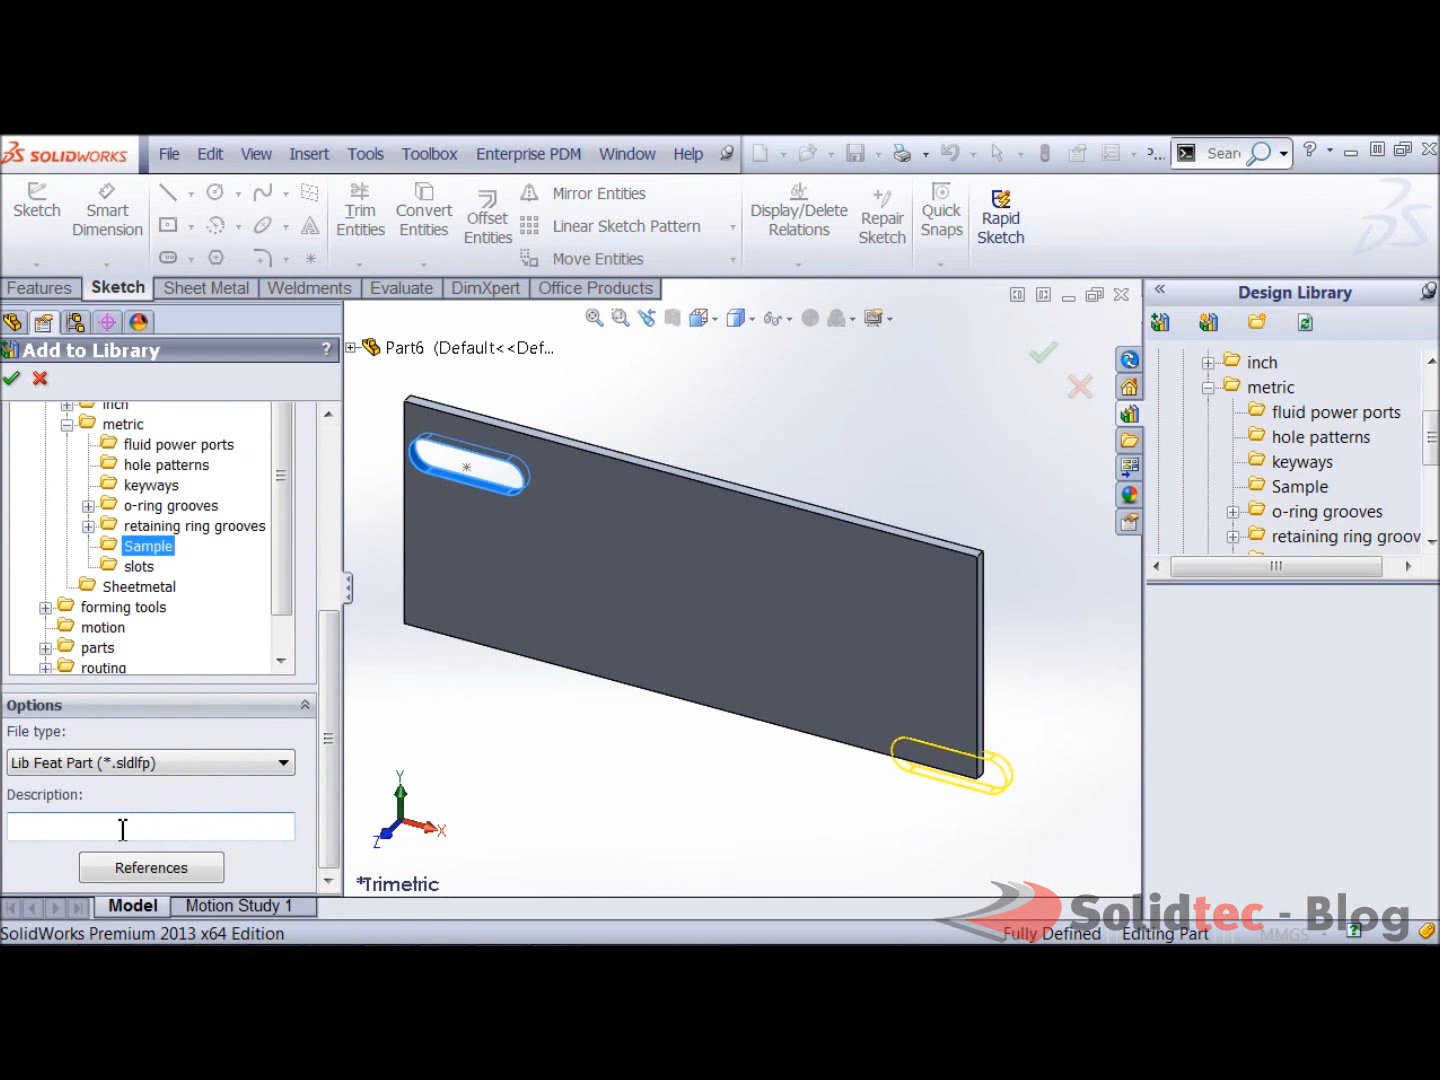 SOLIDWORKS File Edit View Insert Tools Toolbox Enterprise PDM Window Help
Sketch
Smart Dimension
Trim Entities
Convert Entities
Offset Entities
Mirror Entities
Linear Sketch Pattern
Move Entities
Display/Delete Relations
Repair Sketch
Quick Snaps
Rapid Sketch
Features Sketch Sheet Metal Weldments Evaluate DimXpert Office Products
Add to Library ?
inch
metric
fluid power ports
hole patterns
keyways
o-ring grooves
retaining ring grooves
Sample
slots
Sheetmetal
forming tools
motion
parts
routing
Options
File type:
Lib Feat Part (*.sldlfp)
Description:
References
Part6 (Default<<Def...
Y
X
Z
*Trimetric
Design Library
inch
metric
fluid power ports
hole patterns
keyways
Sample
o-ring grooves
retaining ring groov
Model Motion Study 1
Solidtec - Blog
SolidWorks Premium 2013 x64 Edition
Fully Defined Editing Part MMGS